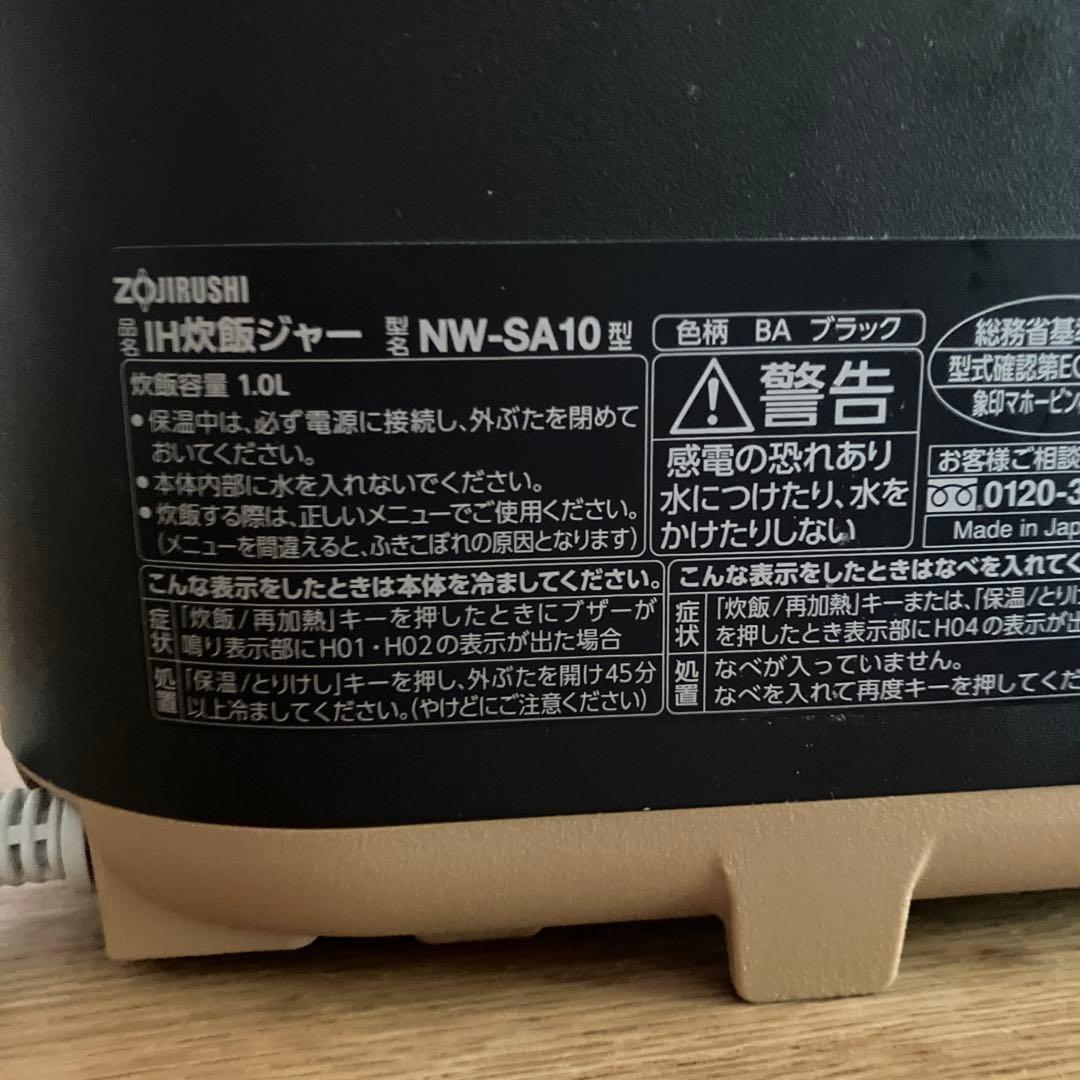 ZOJIRUSHI
品名 IH炊飯ジャー 型名 NW-SA10型
炊飯容量 1.0L
•保温中は、必ず電源に接続し、外ぶたを閉めて
おいてください。
•本体内部に水を入れないでください。
•炊飯する際は、正しいメニューでご使用ください。
(メニューを間違えると、ふきこぼれの原因となります)
色柄 BA ブラック
警告
感電の恐れあり
水につけたり、水を
かけたりしない
総務省基
型式確認第EC
象印マホービン
お客様ご相談
0120-3
Made in Jap
こんな表示をしたときは本体を冷ましてください。
症状 「炊飯/再加熱」キーを押したときにブザーが
鳴り表示部にH01・H02の表示が出た場合
処置 「保温/とりけし」キーを押し、外ぶたを開け45分
以上冷ましてください。(やけどにご注意ください)
こんな表示をしたときはなべを入れてく
症状 「炊飯/再加熱」キーまたは、「保温/とりけ
を押したとき表示部にH04の表示が出
処置 なべが入っていません。
なべを入れて再度キーを押してくだ